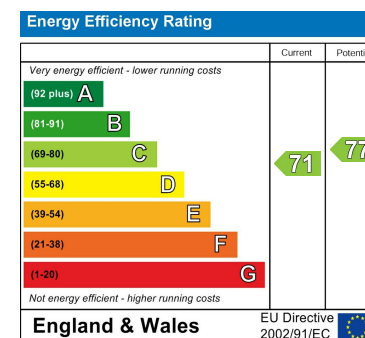 Energy Efficiency Rating
Current Potenti
Very energy efficient - lower running costs
(92 plus) A
(81-91) B
(69-80) C
71 77
(55-68) D
(39-54) E
(21-38) F
(1-20) G
Not energy efficient - higher running costs
England & Wales
EU Directive
2002/91/EC